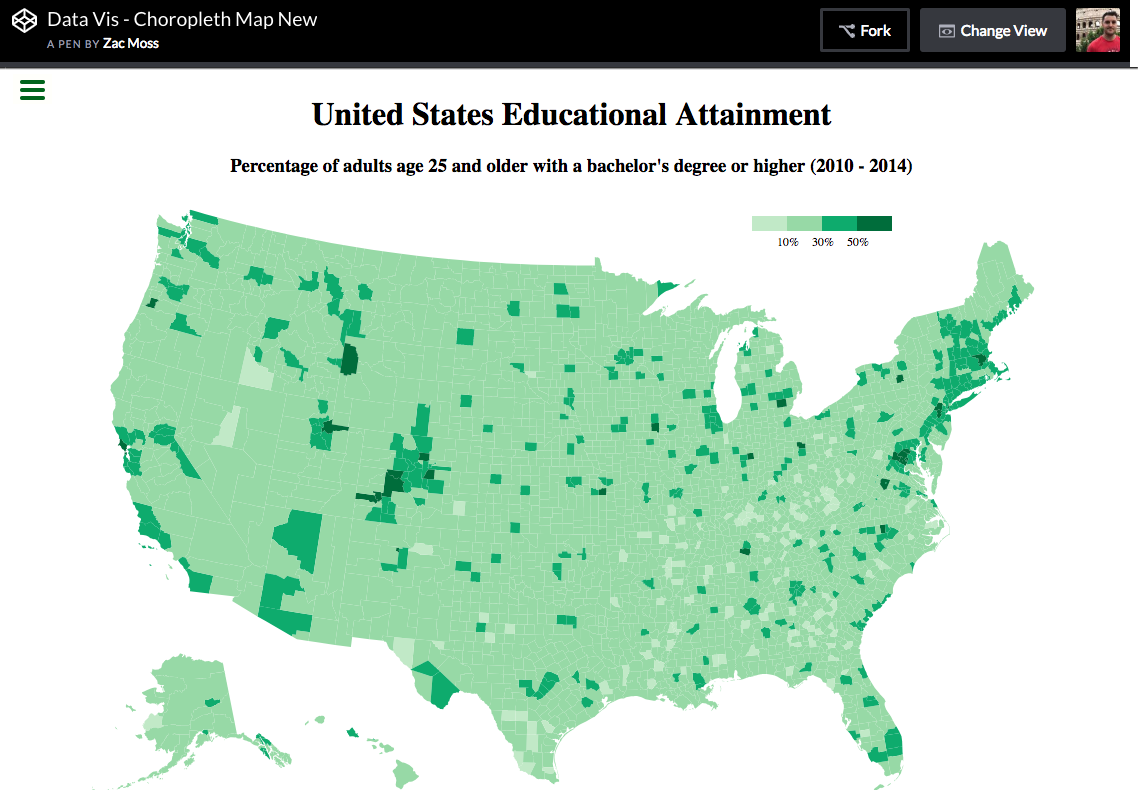 Data Vis - Choropleth Map New
A PEN BY Zac Moss
Fork
Change View
United States Educational Attainment
Percentage of adults age 25 and older with a bachelor's degree or higher (2010 - 2014)
10% 30% 50%